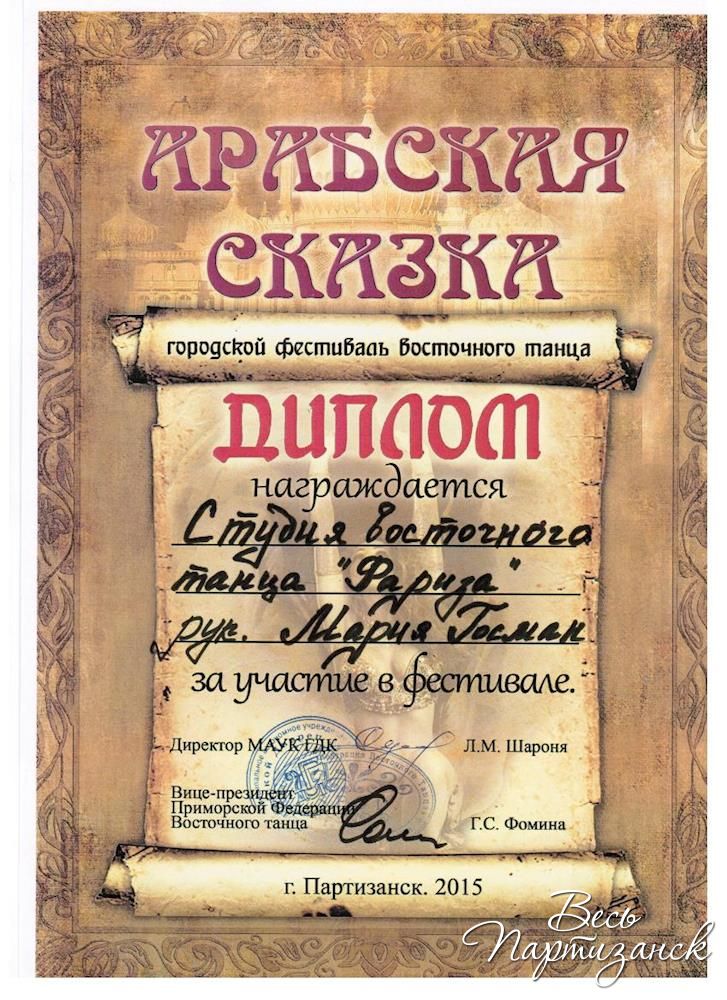 АРАБСКАЯ
СКАЗКА
городской фестиваль восточного танца
ДИПЛОМ
награждается
Студия восточного
танца "Фариза"
рук. Мария Госман
за участие в фестивале.
Директор МАУК ГДК Л.М. Шароня
Вице-президент
Приморской Федерации
Восточного танца Г.С. Фомина
г. Партизанск. 2015
Весь
Партизанск